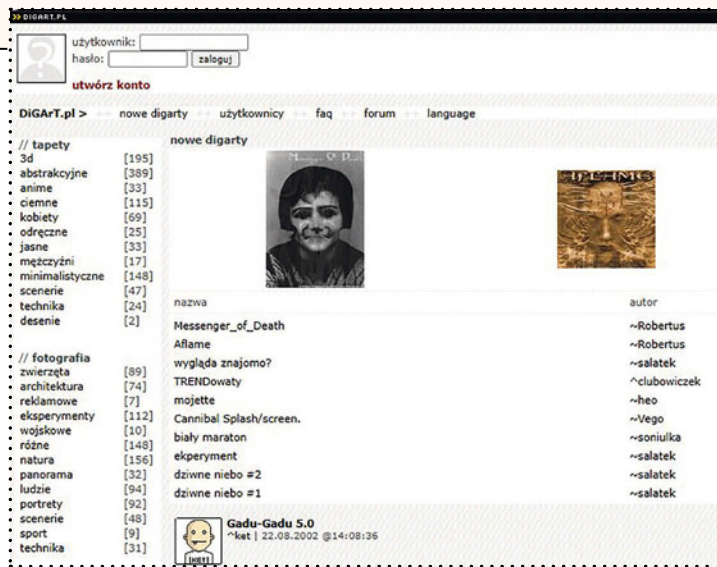 » DIGART.PL
użytkownik:
hasło: zaloguj
utwórz konto
DiGArT.pl > nowe digarty użytkownicy faq forum language
// tapety
3d [195]
abstrakcyjne [389]
anime [33]
ciemne [115]
kobiety [69]
odręczne [25]
jasne [33]
mężczyźni [17]
minimalistyczne [148]
scenerie [47]
technika [24]
desenie [2]
// fotografia
zwierzęta [89]
architektura [74]
reklamowe [7]
eksperymenty [112]
wojskowe [10]
różne [148]
natura [156]
panorama [32]
ludzie [94]
portrety [92]
scenerie [48]
sport [9]
technika [31]
nowe digarty
Messenger Of Death
AFLAME
nazwa autor
Messenger_of_Death ~Robertus
Aflame ~Robertus
wygląda znajomo? ~salatek
TRENDowaty ^clubowiczek
mojette ~heo
Cannibal Splash/screen. ~Vego
biały maraton ~soniulka
ekperyment ~salatek
dziwne niebo #2 ~salatek
dziwne niebo #1 ~salatek
Gadu-Gadu 5.0
^ket | 22.08.2002 @14:08:36